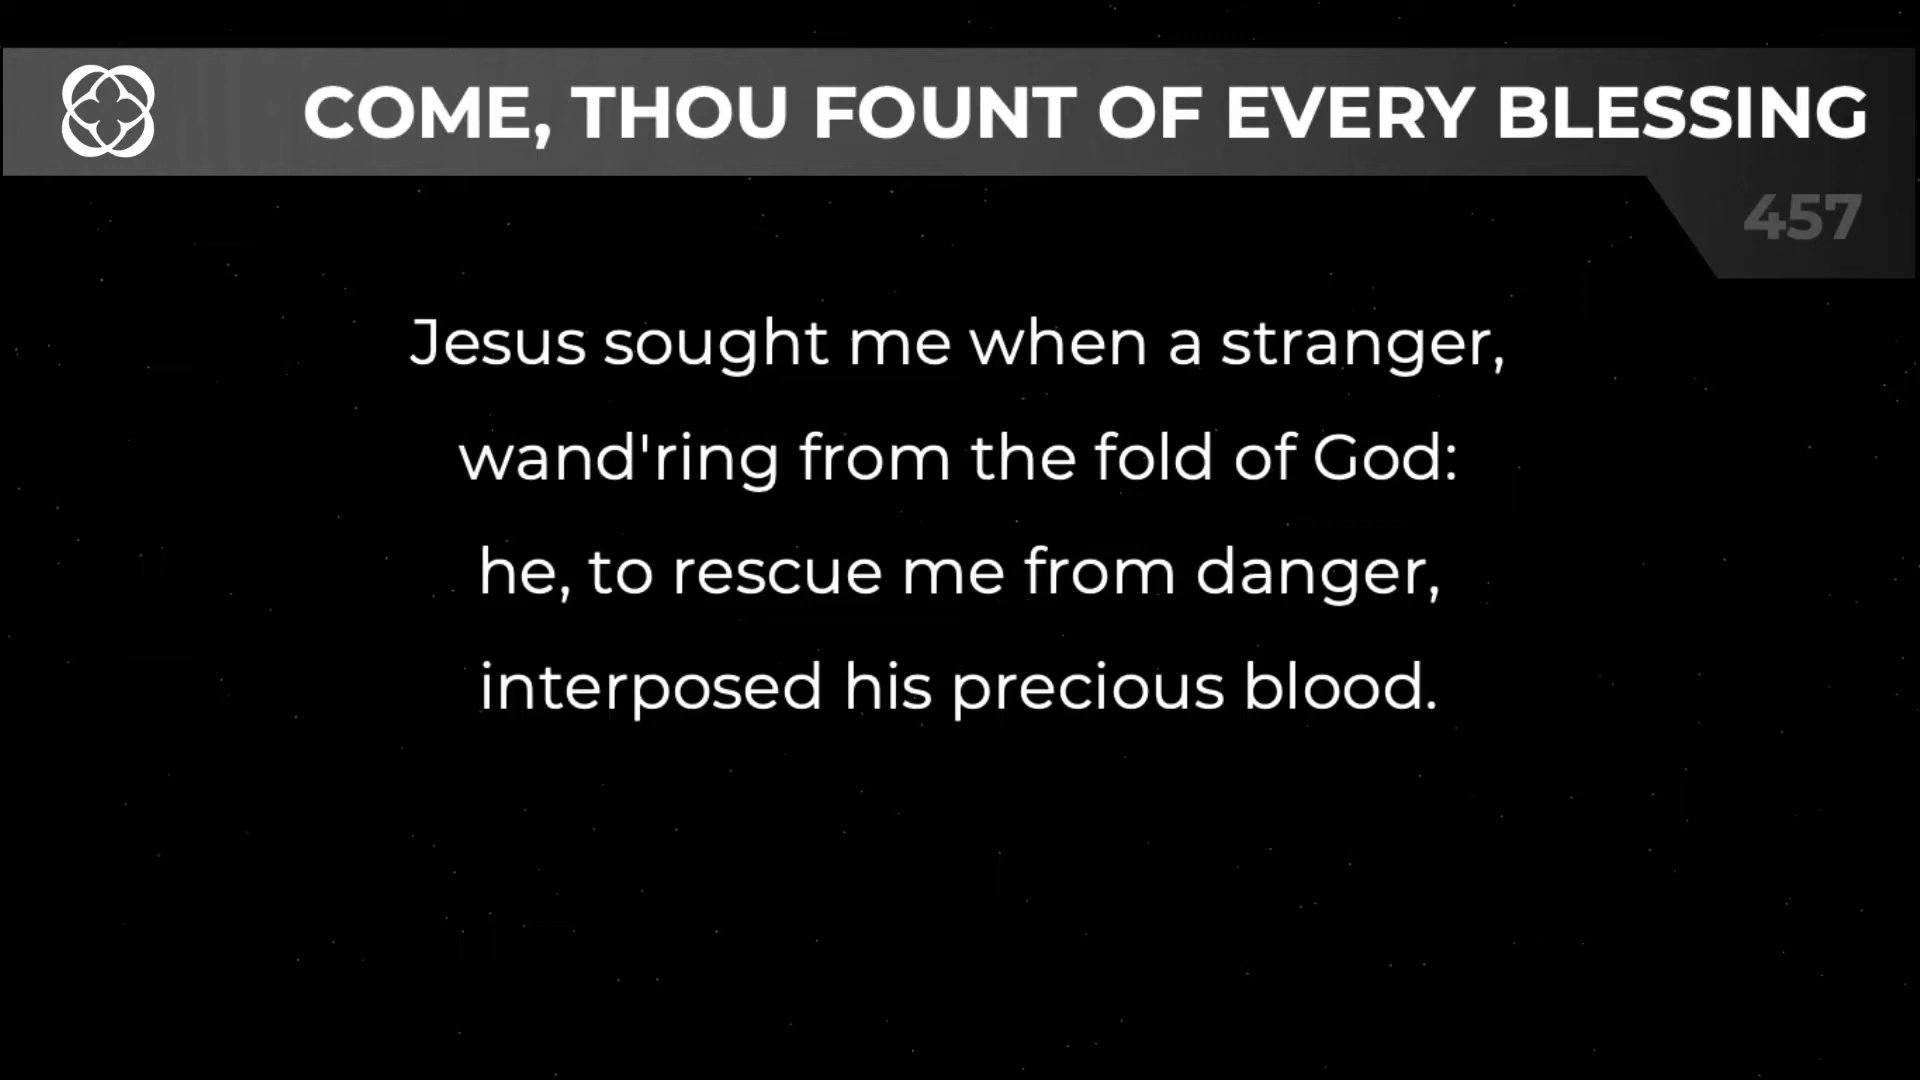 COME, THOU FOUNT OF EVERY BLESSING
457
Jesus sought me when a stranger,
wand'ring from the fold of God:
he, to rescue me from danger,
interposed his precious blood.